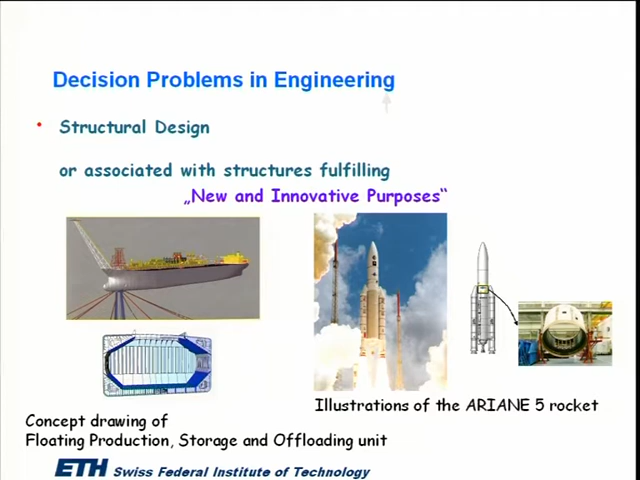 Decision Problems in Engineering
• Structural Design
or associated with structures fulfilling
„New and Innovative Purposes“
Illustrations of the ARIANE 5 rocket
Concept drawing of
Floating Production, Storage and Offloading unit
ETH Swiss Federal Institute of Technology